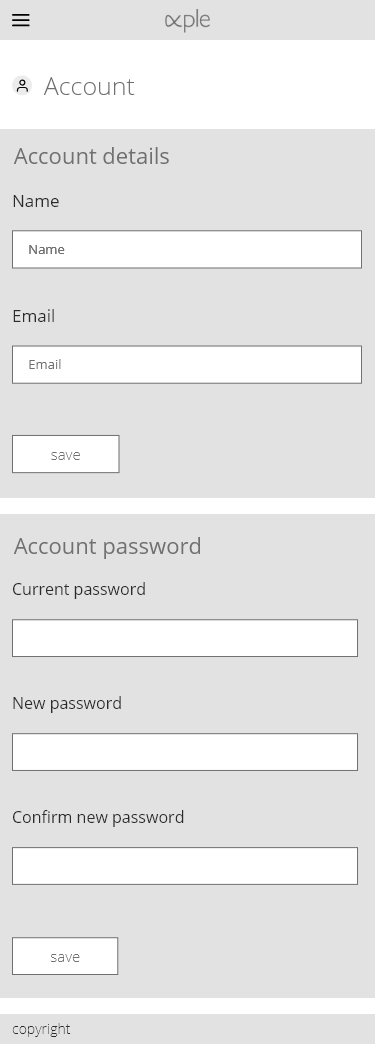 αple
Account
Account details
Name
Name
Email
Email
save
Account password
Current password
New password
Confirm new password
save
copyright